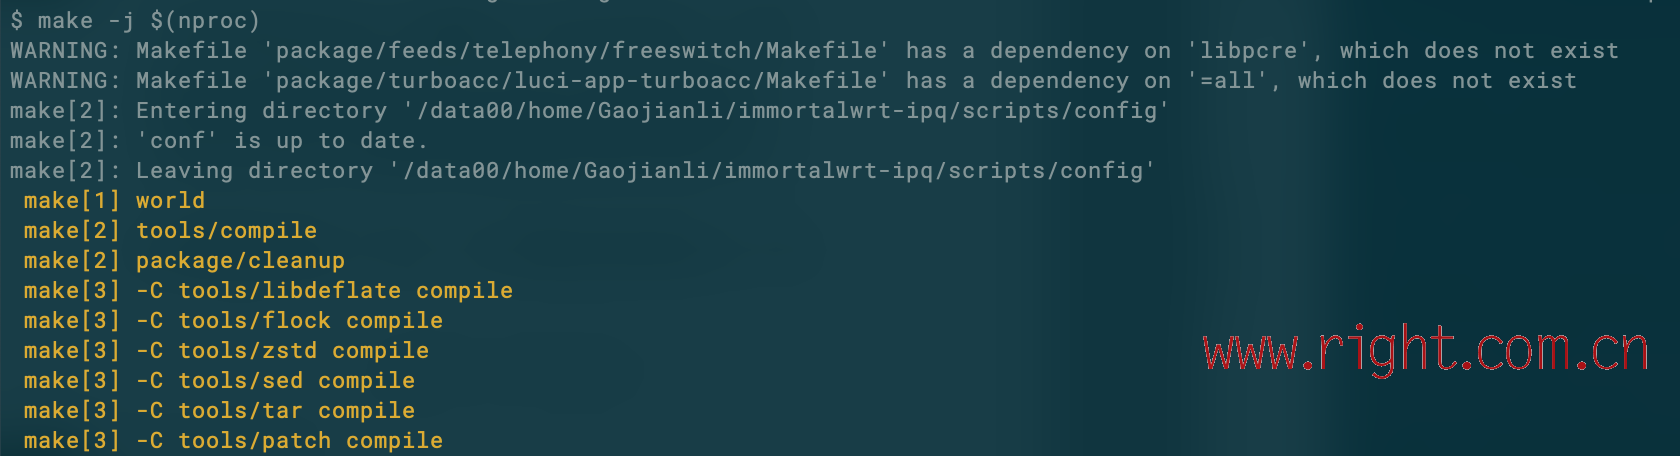 $ make -j $(nproc)
WARNING: Makefile 'package/feeds/telephony/freeswitch/Makefile' has a dependency on 'libpcre', which does not exist
WARNING: Makefile 'package/turboacc/luci-app-turboacc/Makefile' has a dependency on '=all', which does not exist
make[2]: Entering directory '/data00/home/Gaojianli/immortalwrt-ipq/scripts/config'
make[2]: 'conf' is up to date.
make[2]: Leaving directory '/data00/home/Gaojianli/immortalwrt-ipq/scripts/config'
make[1] world
make[2] tools/compile
make[2] package/cleanup
make[3] -C tools/libdeflate compile
make[3] -C tools/flock compile
make[3] -C tools/zstd compile
make[3] -C tools/sed compile
make[3] -C tools/tar compile
make[3] -C tools/patch compile
www.right.com.cn